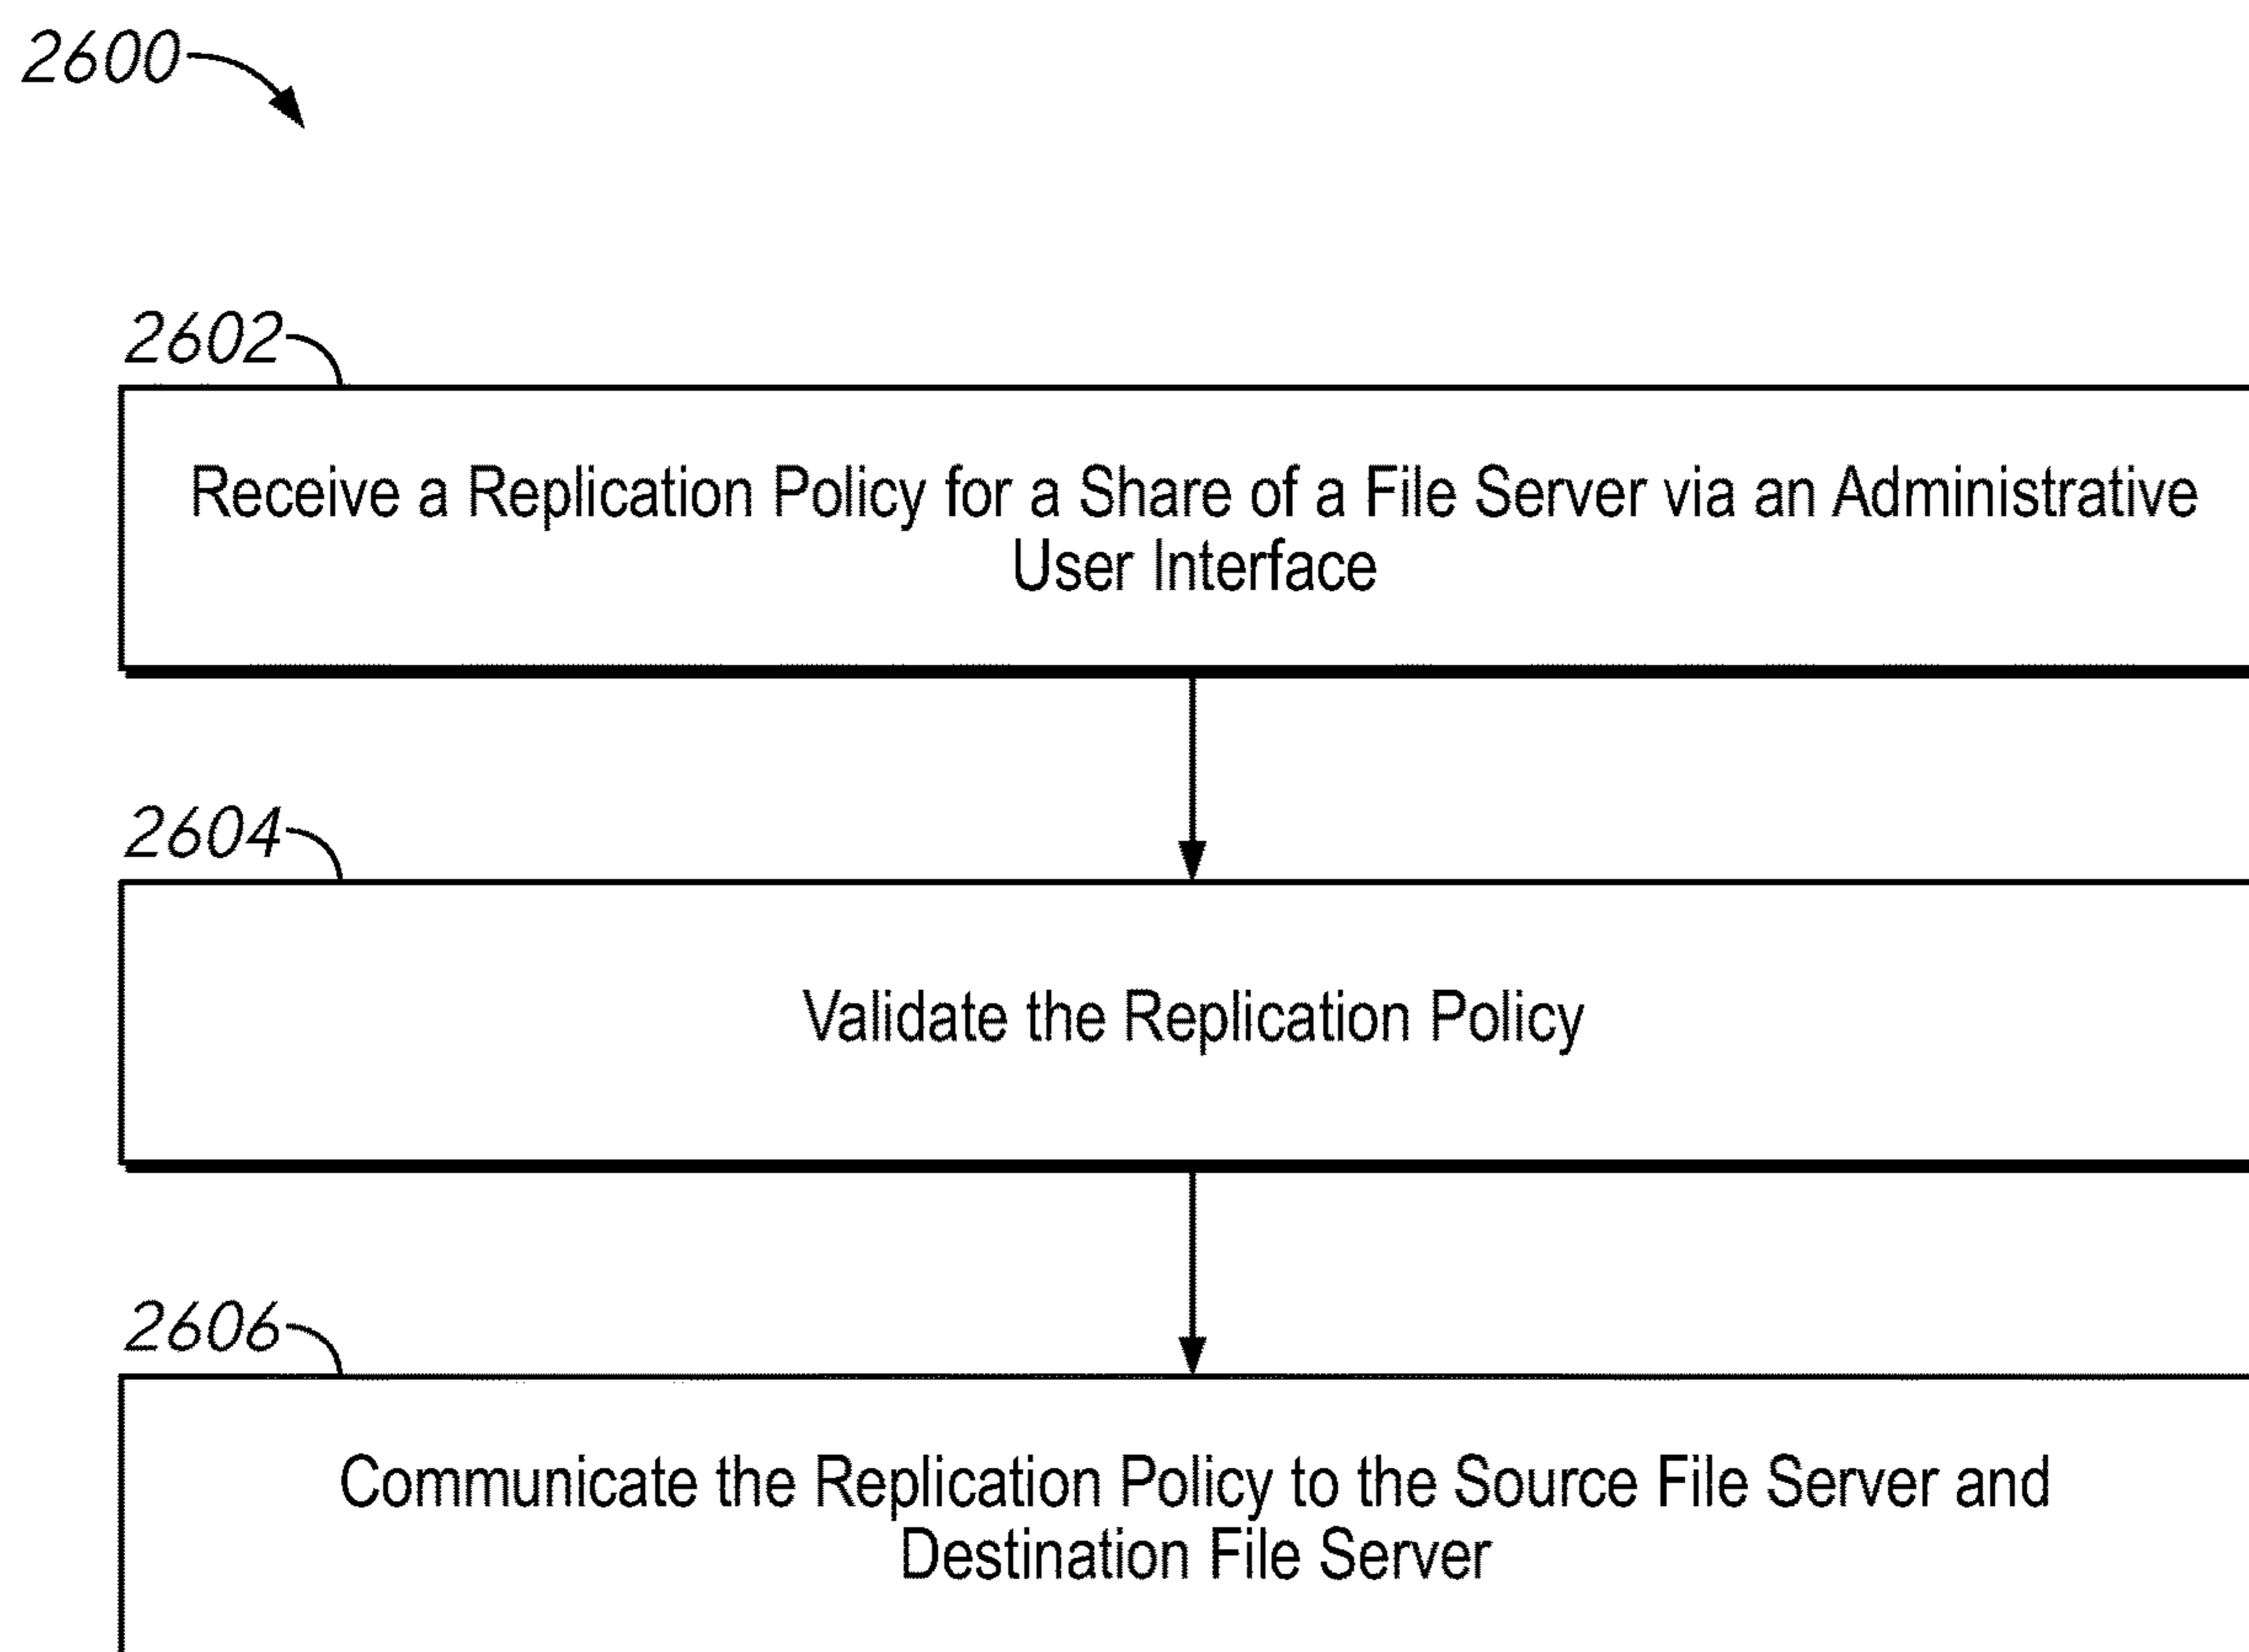 2600
2602
Receive a Replication Policy for a Share of a File Server via an Administrative
User Interface
2604
Validate the Replication Policy
2606
Communicate the Replication Policy to the Source File Server and
Destination File Server